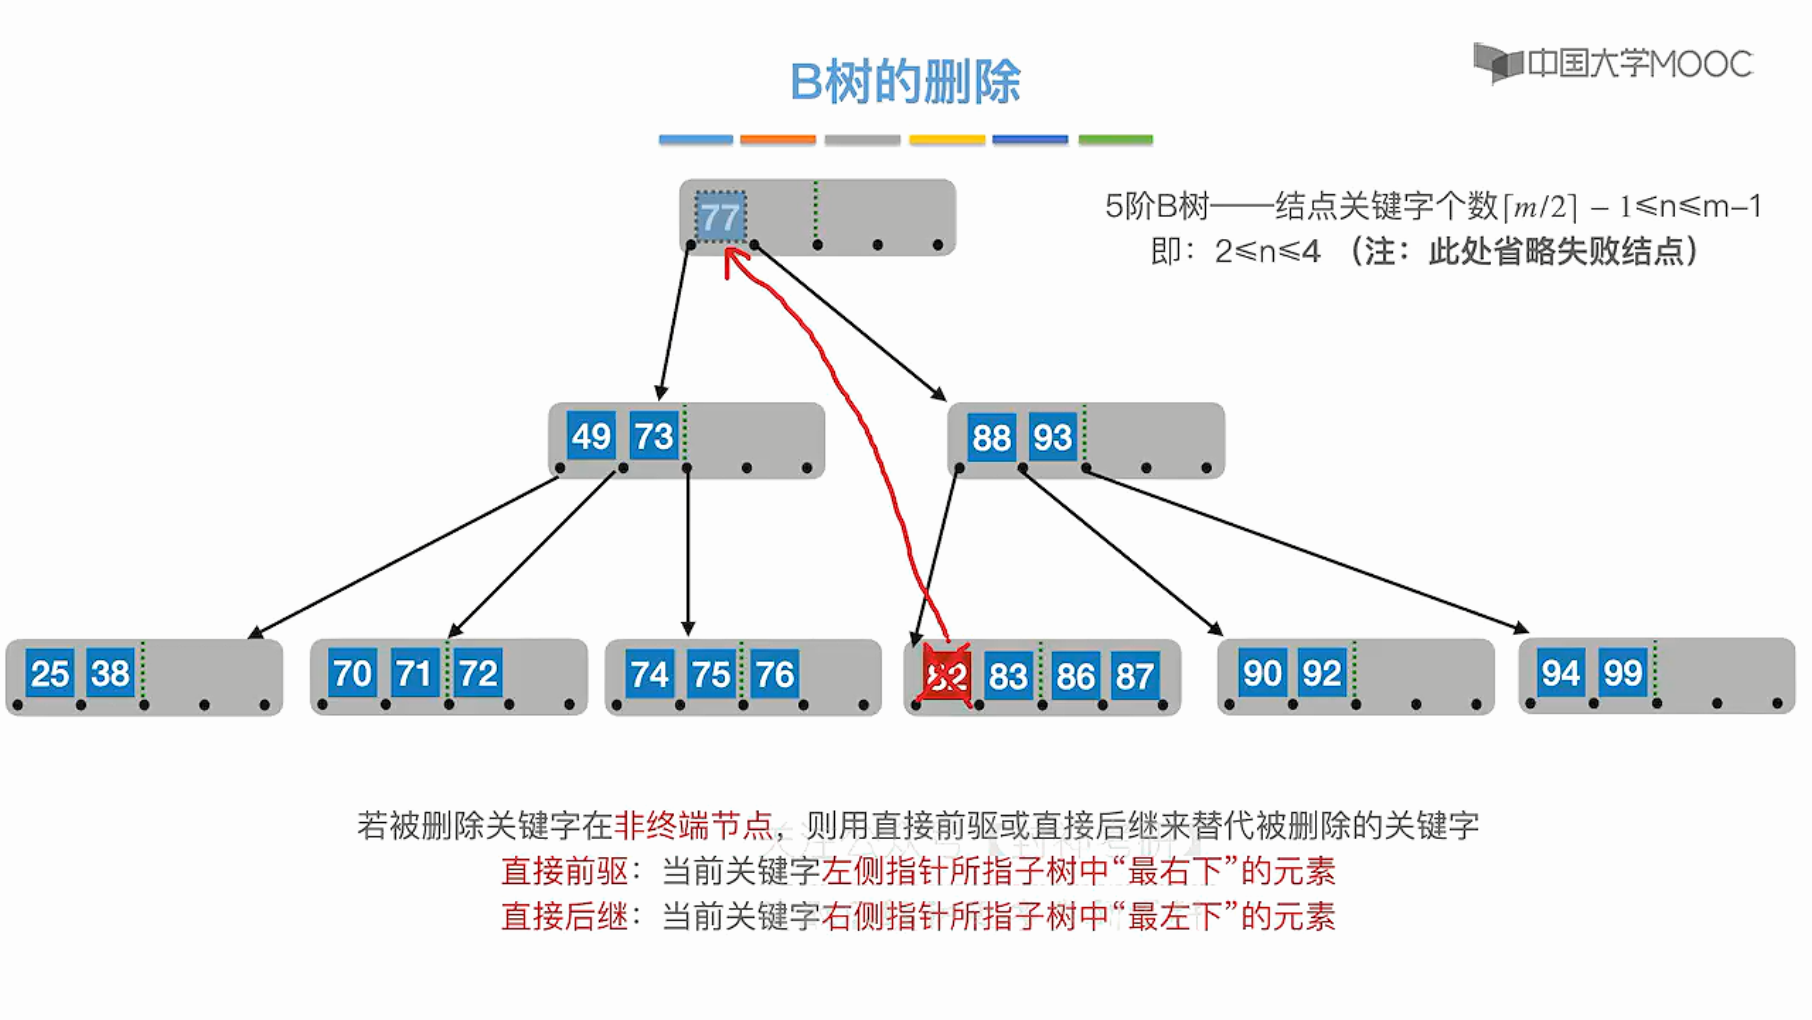 中国大学MOOC
B树的删除
77
5阶B树——结点关键字个数⌈m/2⌉ − 1≤n≤m–1
即：2≤n≤4 （注：此处省略失败结点）
49 73
88 93
25 38
70 71 72
74 75 76
82 83 86 87
90 92
94 99
若被删除关键字在非终端节点，则用直接前驱或直接后继来替代被删除的关键字
直接前驱：当前关键字左侧指针所指子树中“最右下”的元素
直接后继：当前关键字右侧指针所指子树中“最左下”的元素